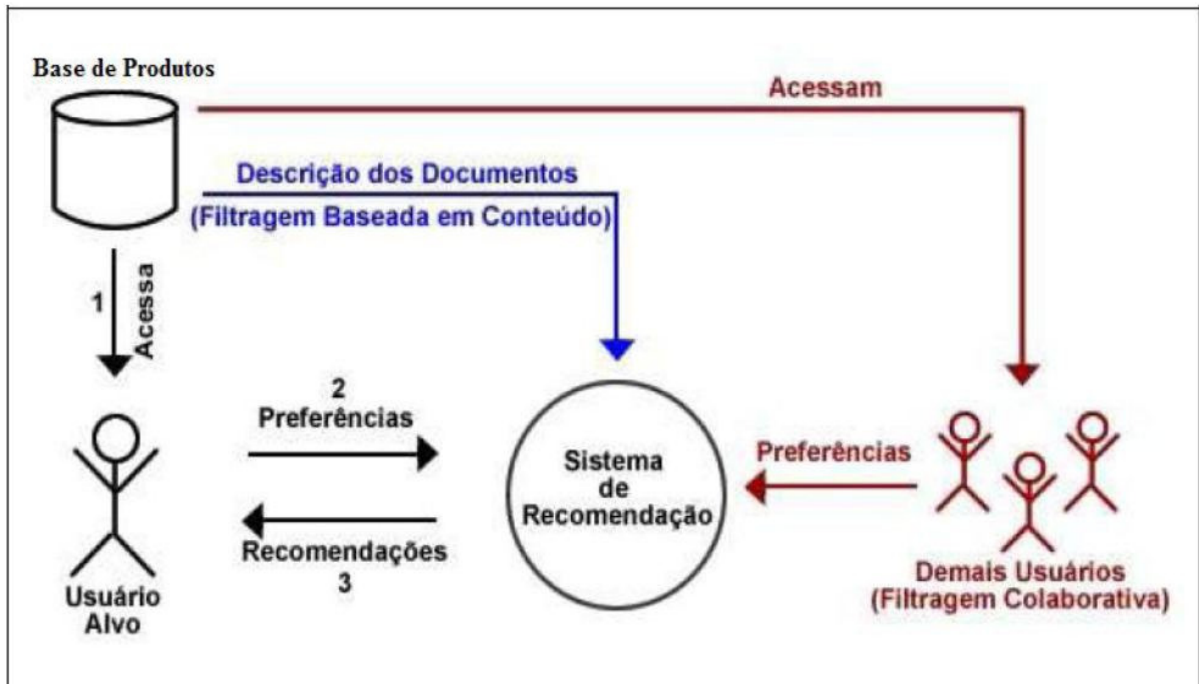 Base de Produtos
Acessam
Descrição dos Documentos
(Filtragem Baseada em Conteúdo)
1
Acessa
2
Preferências
Sistema
de
Recomendação
Preferências
Recomendações
3
Usuário
Alvo
Demais Usuários
(Filtragem Colaborativa)